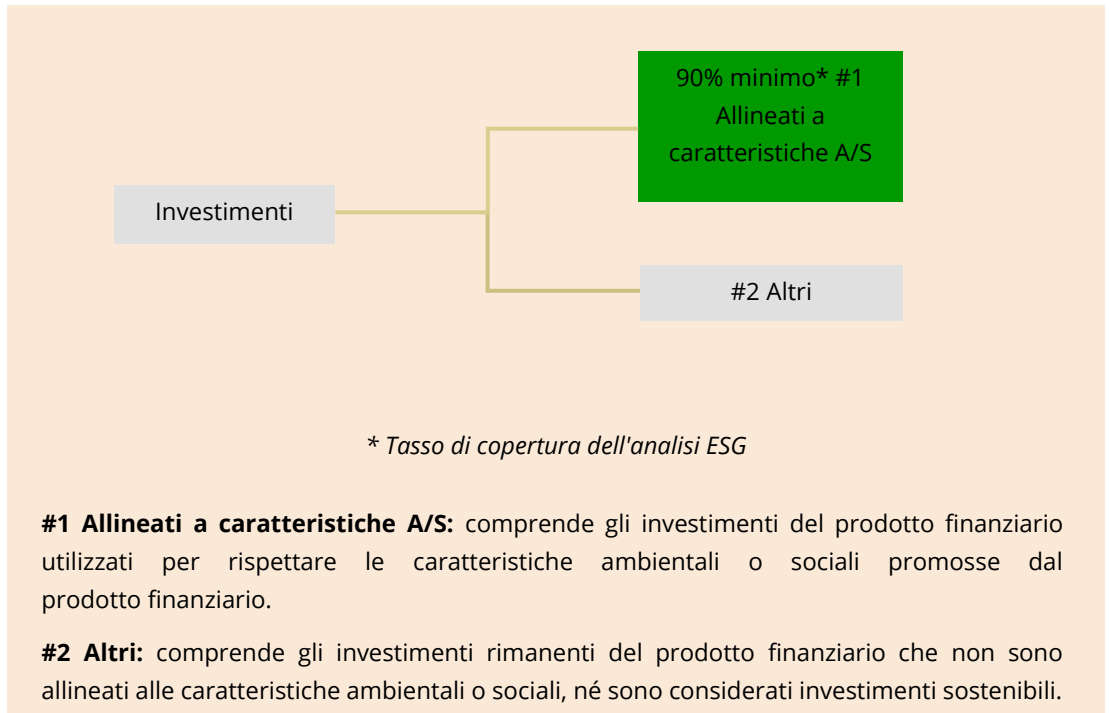 90% minimo* #1
Allineati a
caratteristiche A/S
Investimenti
#2 Altri
* Tasso di copertura dell'analisi ESG
#1 Allineati a caratteristiche A/S: comprende gli investimenti del prodotto finanziario
utilizzati per rispettare le caratteristiche ambientali o sociali promosse dal
prodotto finanziario.
#2 Altri: comprende gli investimenti rimanenti del prodotto finanziario che non sono
allineati alle caratteristiche ambientali o sociali, né sono considerati investimenti sostenibili.